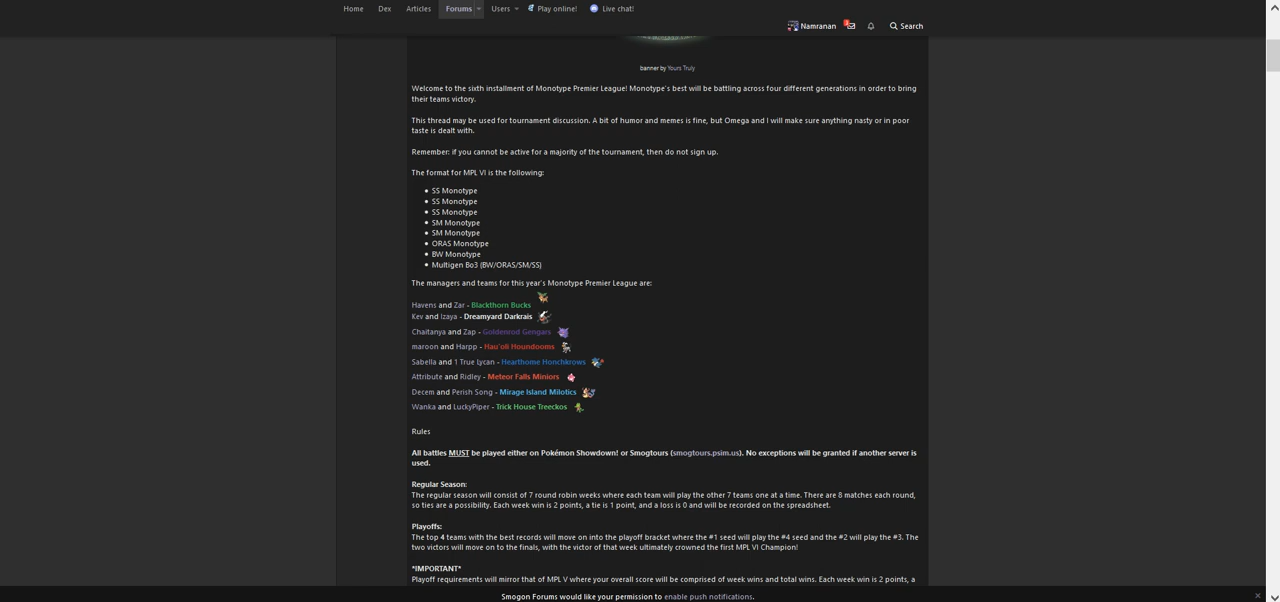 Home Dex Articles Forums Users Play online! Live chat!
Namranan Search
banner by Yours Truly
Welcome to the sixth installment of Monotype Premier League! Monotype's best will be battling across four different generations in order to bring
their teams victory.
This thread may be used for tournament discussion. A bit of humor and memes is fine, but Omega and I will make sure anything nasty or in poor
taste is dealt with.
Remember: if you cannot be active for a majority of the tournament, then do not sign up.
The format for MPL VI is the following:
SS Monotype
SS Monotype
SS Monotype
SM Monotype
SM Monotype
ORAS Monotype
BW Monotype
Multigen Bo3 (BW/ORAS/SM/SS)
The managers and teams for this year's Monotype Premier League are:
Havens and Zar - Blackthorn Bucks
Kev and Izaya - Dreamyard Darkrais
Chaitanya and Zap - Goldenrod Gengars
maroon and Harpp - Hau'oli Houndooms
Sabella and 1 True Lycan - Hearthome Honchkrows
Attribute and Ridley - Meteor Falls Miniors
Decem and Perish Song - Mirage Island Milotics
Wanka and LuckyPiper - Trick House Treeckos
Rules
All battles MUST be played either on Pokémon Showdown! or Smogtours (smogtours.psim.us). No exceptions will be granted if another server is
used.
Regular Season:
The regular season will consist of 7 round robin weeks where each team will play the other 7 teams one at a time. There are 8 matches each round,
so ties are a possibility. Each week win is 2 points, a tie is 1 point, and a loss is 0 and will be recorded on the spreadsheet.
Playoffs:
The top 4 teams with the best records will move on into the playoff bracket where the #1 seed will play the #4 seed and the #2 will play the #3. The
two victors will move on to the finals, with the victor of that week ultimately crowned the first MPL VI Champion!
*IMPORTANT*
Playoff requirements will mirror that of MPL V where your overall score will be comprised of week wins and total wins. Each week win is 2 points, a
Smogon Forums would like your permission to enable push notifications.